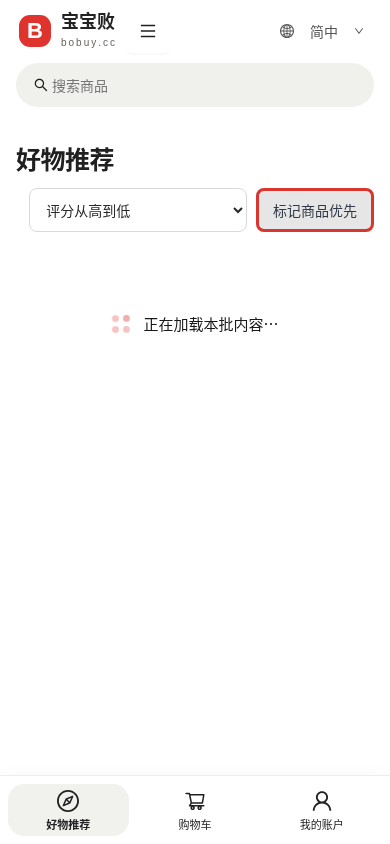 B 宝宝败
bobuy.cc
简中
搜索商品
好物推荐
评分从高到低 标记商品优先
正在加载本批内容…
好物推荐 购物车 我的账户